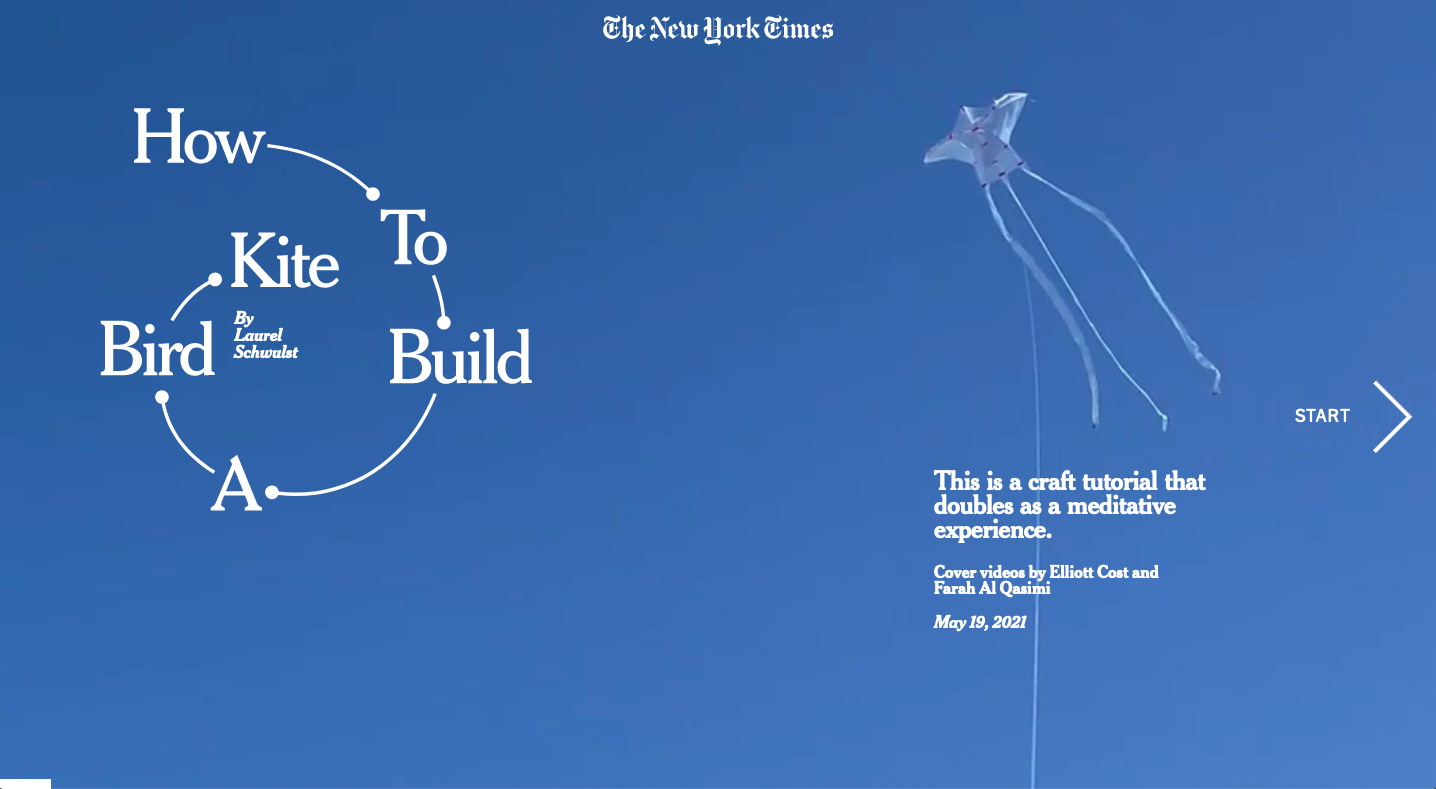 The New York Times
How
To
Build
A
Bird
Kite
By
Laurel
Schwulst
START
This is a craft tutorial that
doubles as a meditative
experience.
Cover videos by Elliott Cost and
Farah Al Qasimi
May 19, 2021